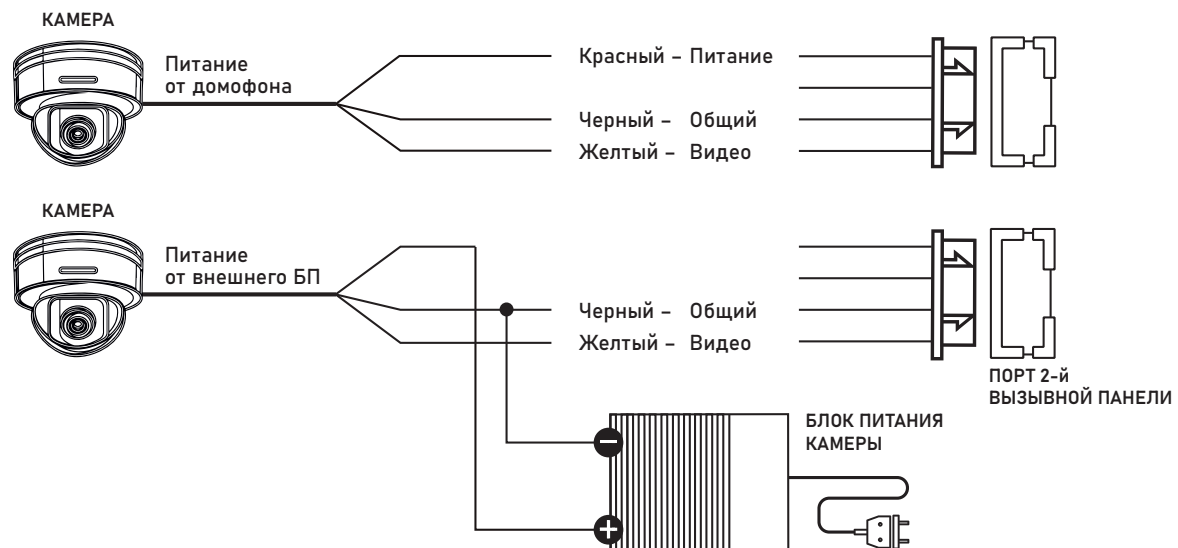 КАМЕРА
Питание
от домофона
Красный – Питание
Черный – Общий
Желтый – Видео
КАМЕРА
Питание
от внешнего БП
Черный – Общий
Желтый – Видео
ПОРТ 2-й
ВЫЗЫВНОЙ ПАНЕЛИ
БЛОК ПИТАНИЯ
КАМЕРЫ